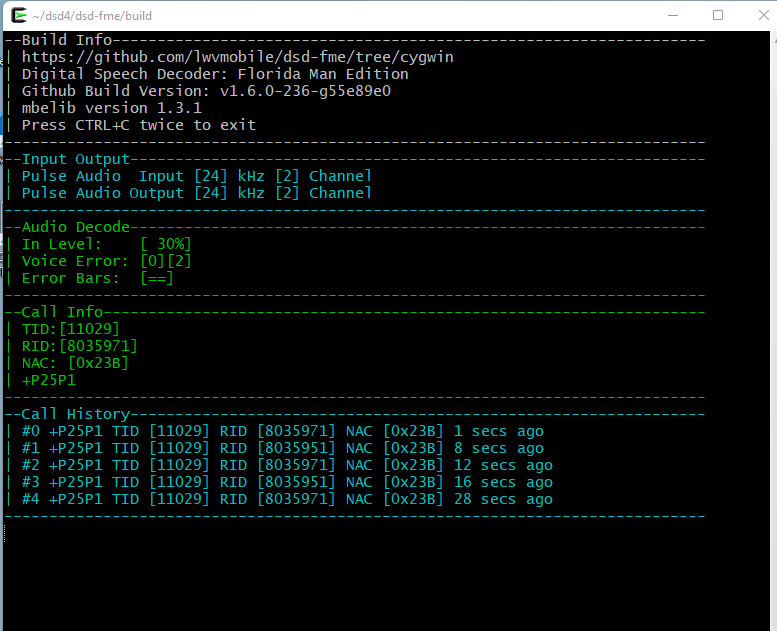 ~/dsd4/dsd-fme/build
--Build Info------------------------------------------------------------------
| https://github.com/lwvmobile/dsd-fme/tree/cygwin
| Digital Speech Decoder: Florida Man Edition
| Github Build Version: v1.6.0-236-g55e89e0
| mbelib version 1.3.1
| Press CTRL+C twice to exit
------------------------------------------------------------------------------
--Input Output----------------------------------------------------------------
| Pulse Audio  Input [24] kHz [2] Channel
| Pulse Audio Output [24] kHz [2] Channel
------------------------------------------------------------------------------
--Audio Decode----------------------------------------------------------------
| In Level:    [ 30%]
| Voice Error: [0][2]
| Error Bars:  [==]
------------------------------------------------------------------------------
--Call Info-------------------------------------------------------------------
| TID:[11029]
| RID:[8035971]
| NAC: [0x23B]
| +P25P1
------------------------------------------------------------------------------
--Call History----------------------------------------------------------------
| #0 +P25P1 TID [11029] RID [8035971] NAC [0x23B] 1 secs ago
| #1 +P25P1 TID [11029] RID [8035951] NAC [0x23B] 8 secs ago
| #2 +P25P1 TID [11029] RID [8035971] NAC [0x23B] 12 secs ago
| #3 +P25P1 TID [11029] RID [8035951] NAC [0x23B] 16 secs ago
| #4 +P25P1 TID [11029] RID [8035971] NAC [0x23B] 28 secs ago
------------------------------------------------------------------------------